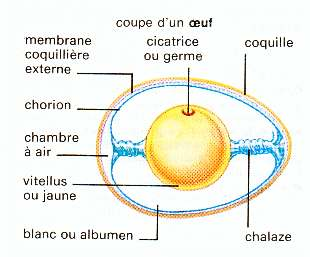 coupe d'un œuf
membrane
coquillière
externe
cicatrice
ou germe
coquille
chorion
chambre
à air
vitellus
ou jaune
blanc ou albumen
chalaze